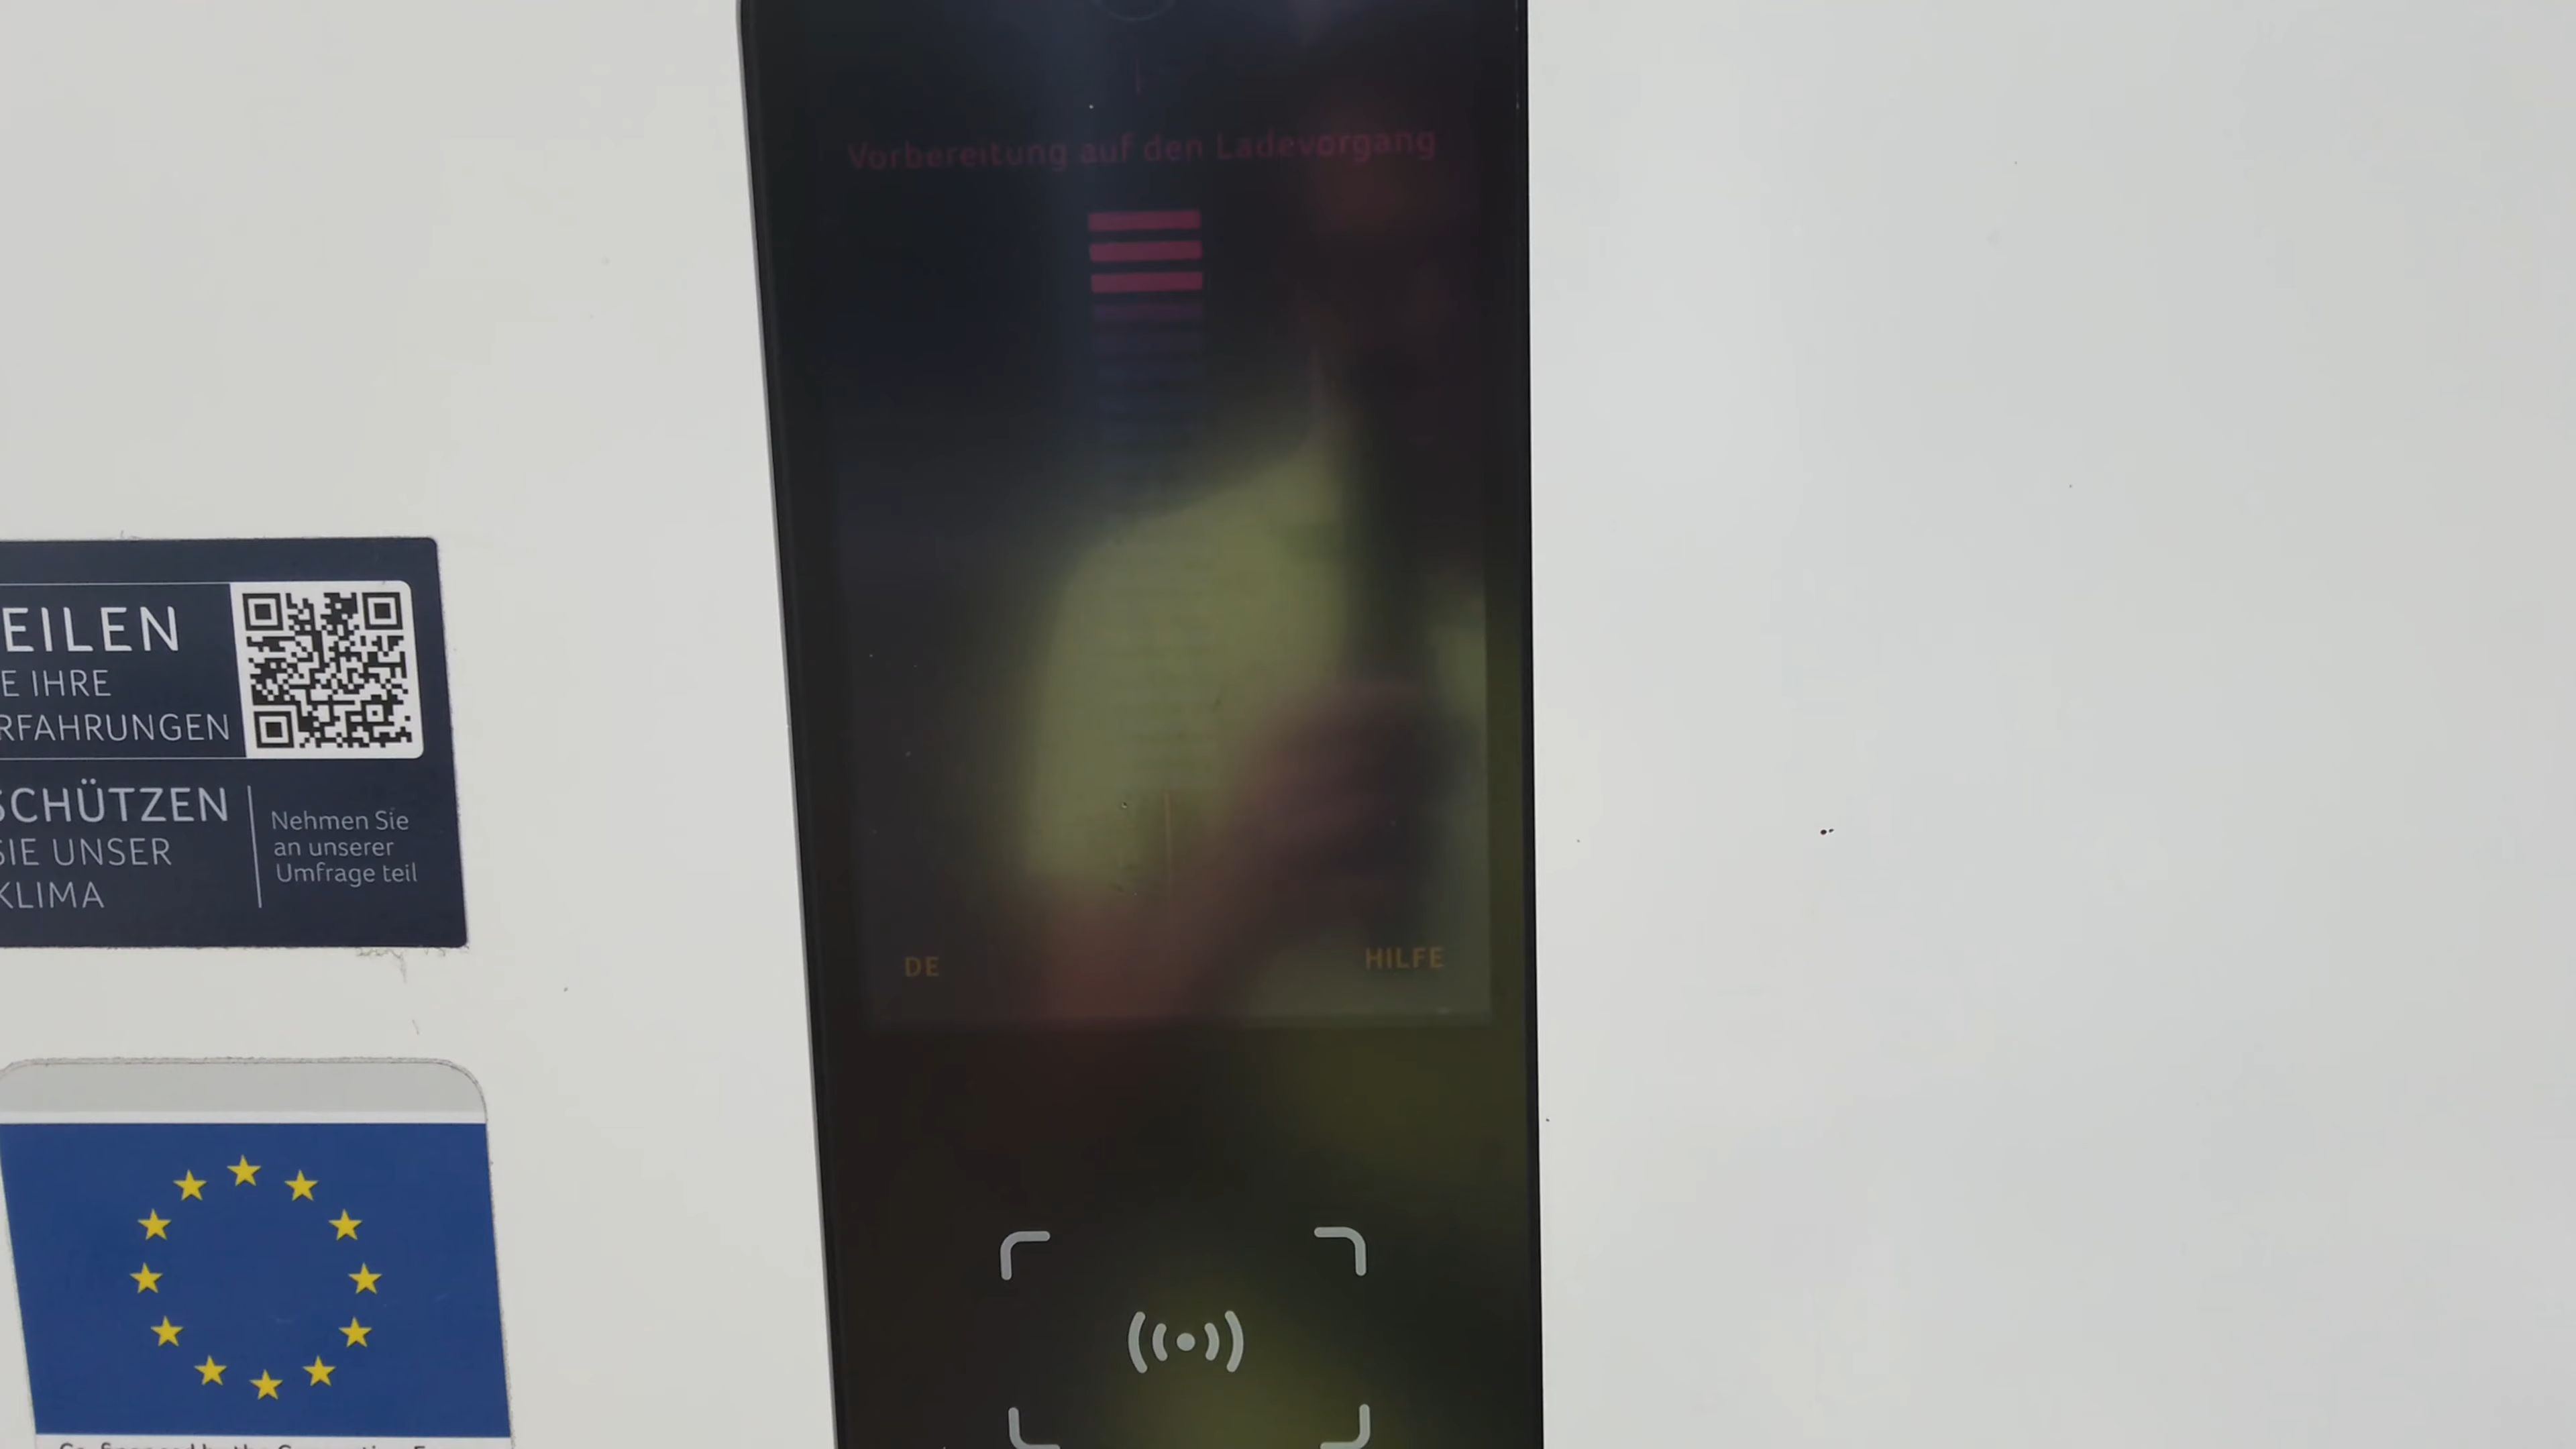 Vorbereitung auf den Ladevorgang
EILEN
E IHRE
RFAHRUNGEN
SCHÜTZEN
SIE UNSER
KLIMA
Nehmen Sie
an unserer
Umfrage teil
DE
HILFE